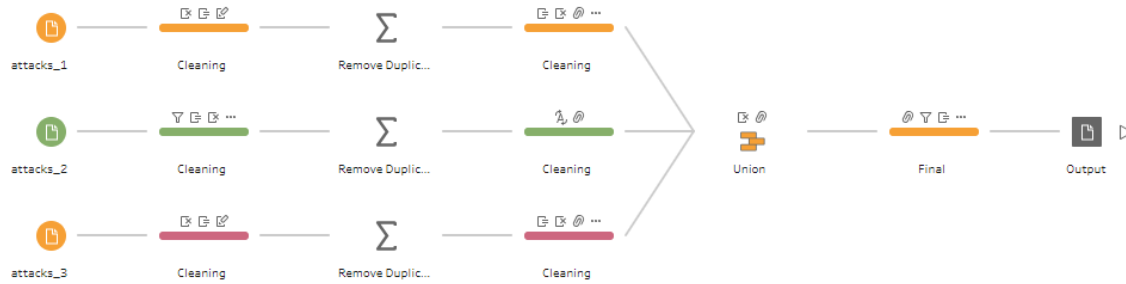 attacks_1
Cleaning
Remove Duplic...
Cleaning
attacks_2
Cleaning
Remove Duplic...
Cleaning
Union
Final
Output
attacks_3
Cleaning
Remove Duplic...
Cleaning